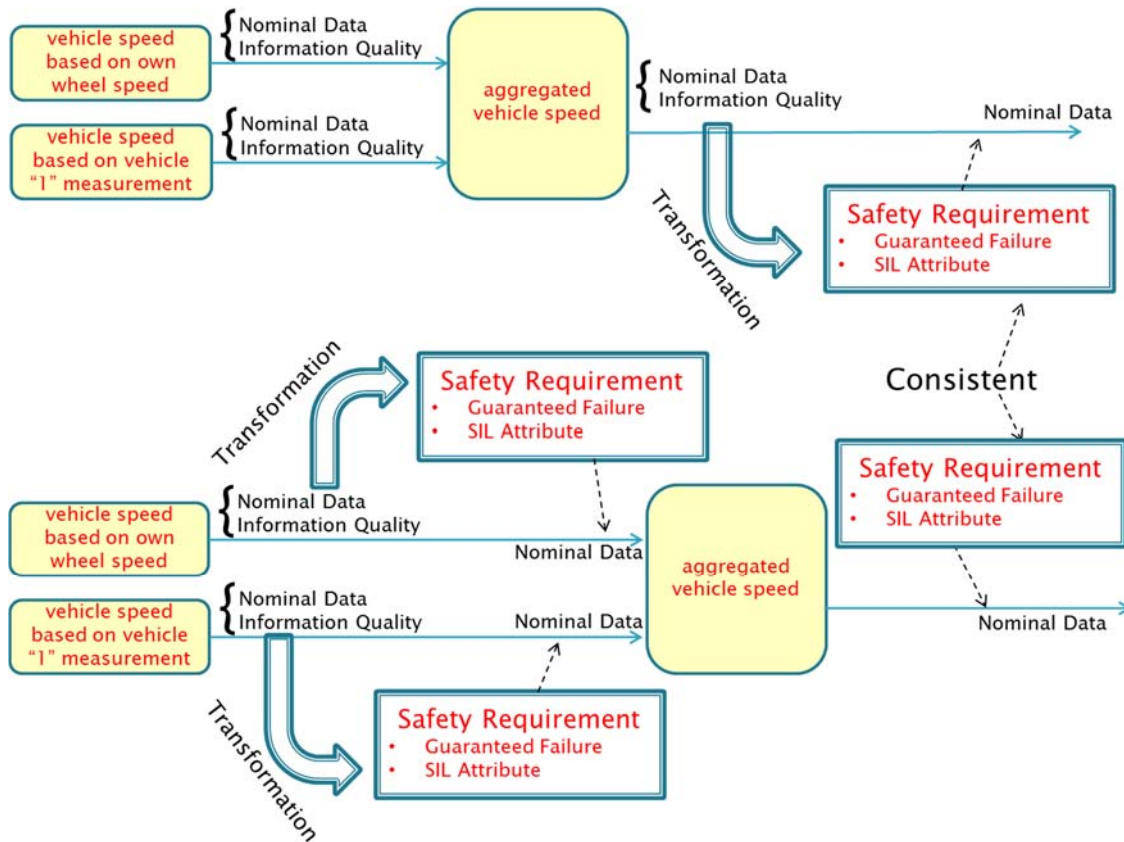 vehicle speed
based on own
wheel speed
{ Nominal Data
Information Quality
vehicle speed
based on vehicle
“1” measurement
{ Nominal Data
Information Quality
aggregated
vehicle speed
{ Nominal Data
Information Quality
Nominal Data
Transformation
Safety Requirement
• Guaranteed Failure
• SIL Attribute
Consistent
Transformation
Safety Requirement
• Guaranteed Failure
• SIL Attribute
Safety Requirement
• Guaranteed Failure
• SIL Attribute
vehicle speed
based on own
wheel speed
{ Nominal Data
Information Quality
Nominal Data
vehicle speed
based on vehicle
“1” measurement
{ Nominal Data
Information Quality
Nominal Data
aggregated
vehicle speed
Nominal Data
Transformation
Safety Requirement
• Guaranteed Failure
• SIL Attribute